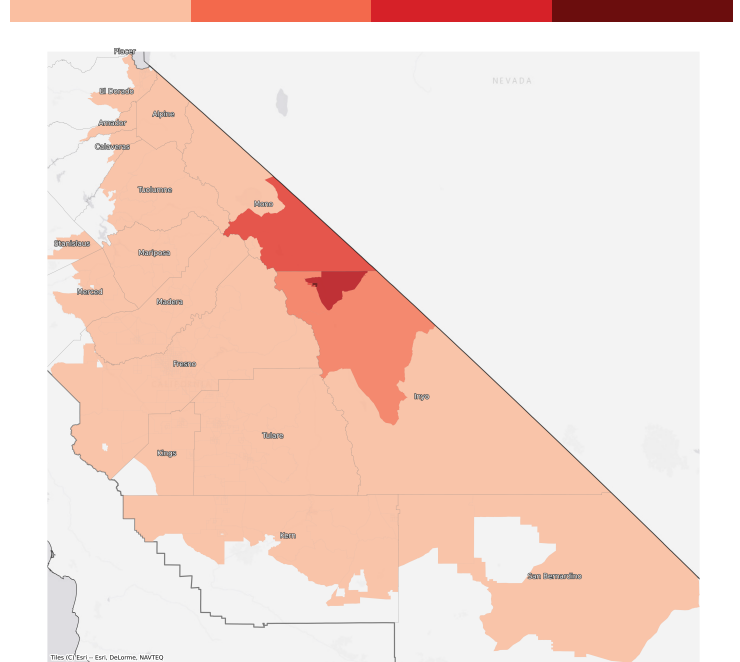 Placer
NEVADA
El Dorado
Alpine
Amador
Calaveras
Tuolumne
Mono
Stanislaus
Mariposa
Merced
Madera
Fresno
Inyo
Tulare
Kings
Kern
San Bernardino
Tiles (C) Esri -- Esri, DeLorme, NAVTEQ